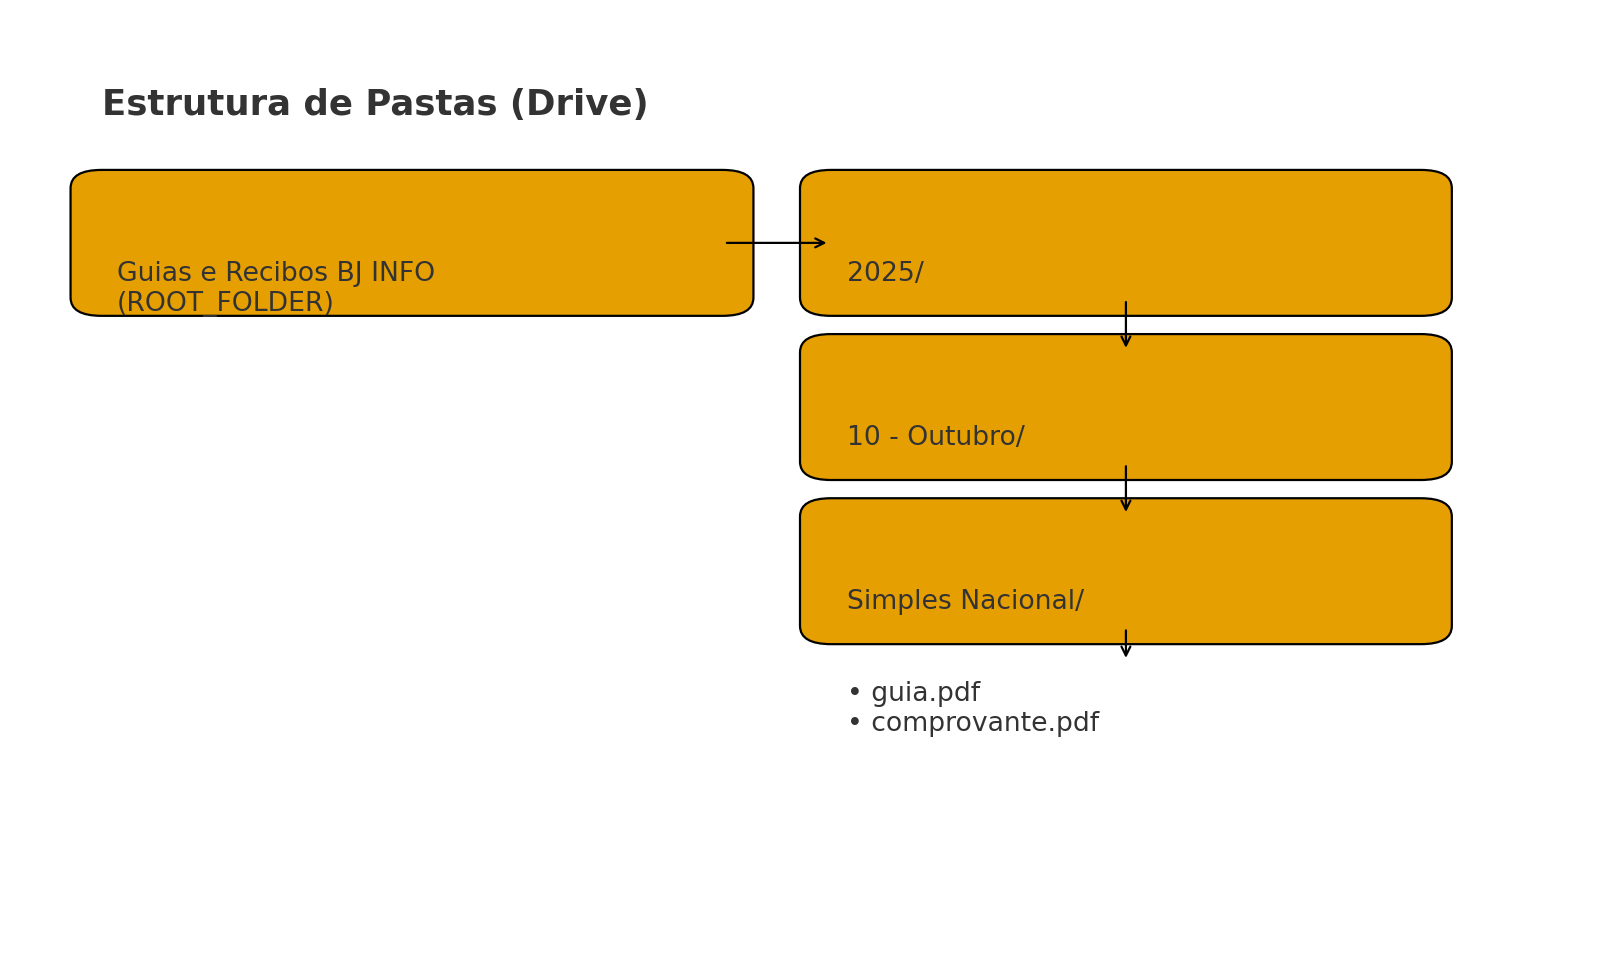 Estrutura de Pastas (Drive)
Guias e Recibos BJ INFO
(ROOT_FOLDER)
2025/
10 - Outubro/
Simples Nacional/
• guia.pdf
• comprovante.pdf